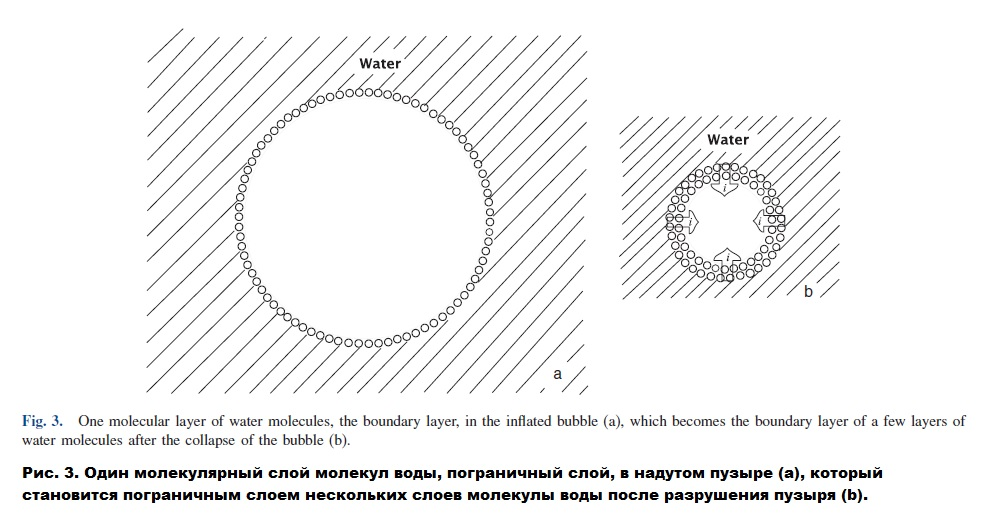 Water
Water
i
i
i
i
b
a
Fig. 3. One molecular layer of water molecules, the boundary layer, in the inflated bubble (a), which becomes the boundary layer of a few layers of
water molecules after the collapse of the bubble (b).
Рис. 3. Один молекулярный слой молекул воды, пограничный слой, в надутом пузыре (a), который
становится пограничным слоем нескольких слоев молекулы воды после разрушения пузыря (b).